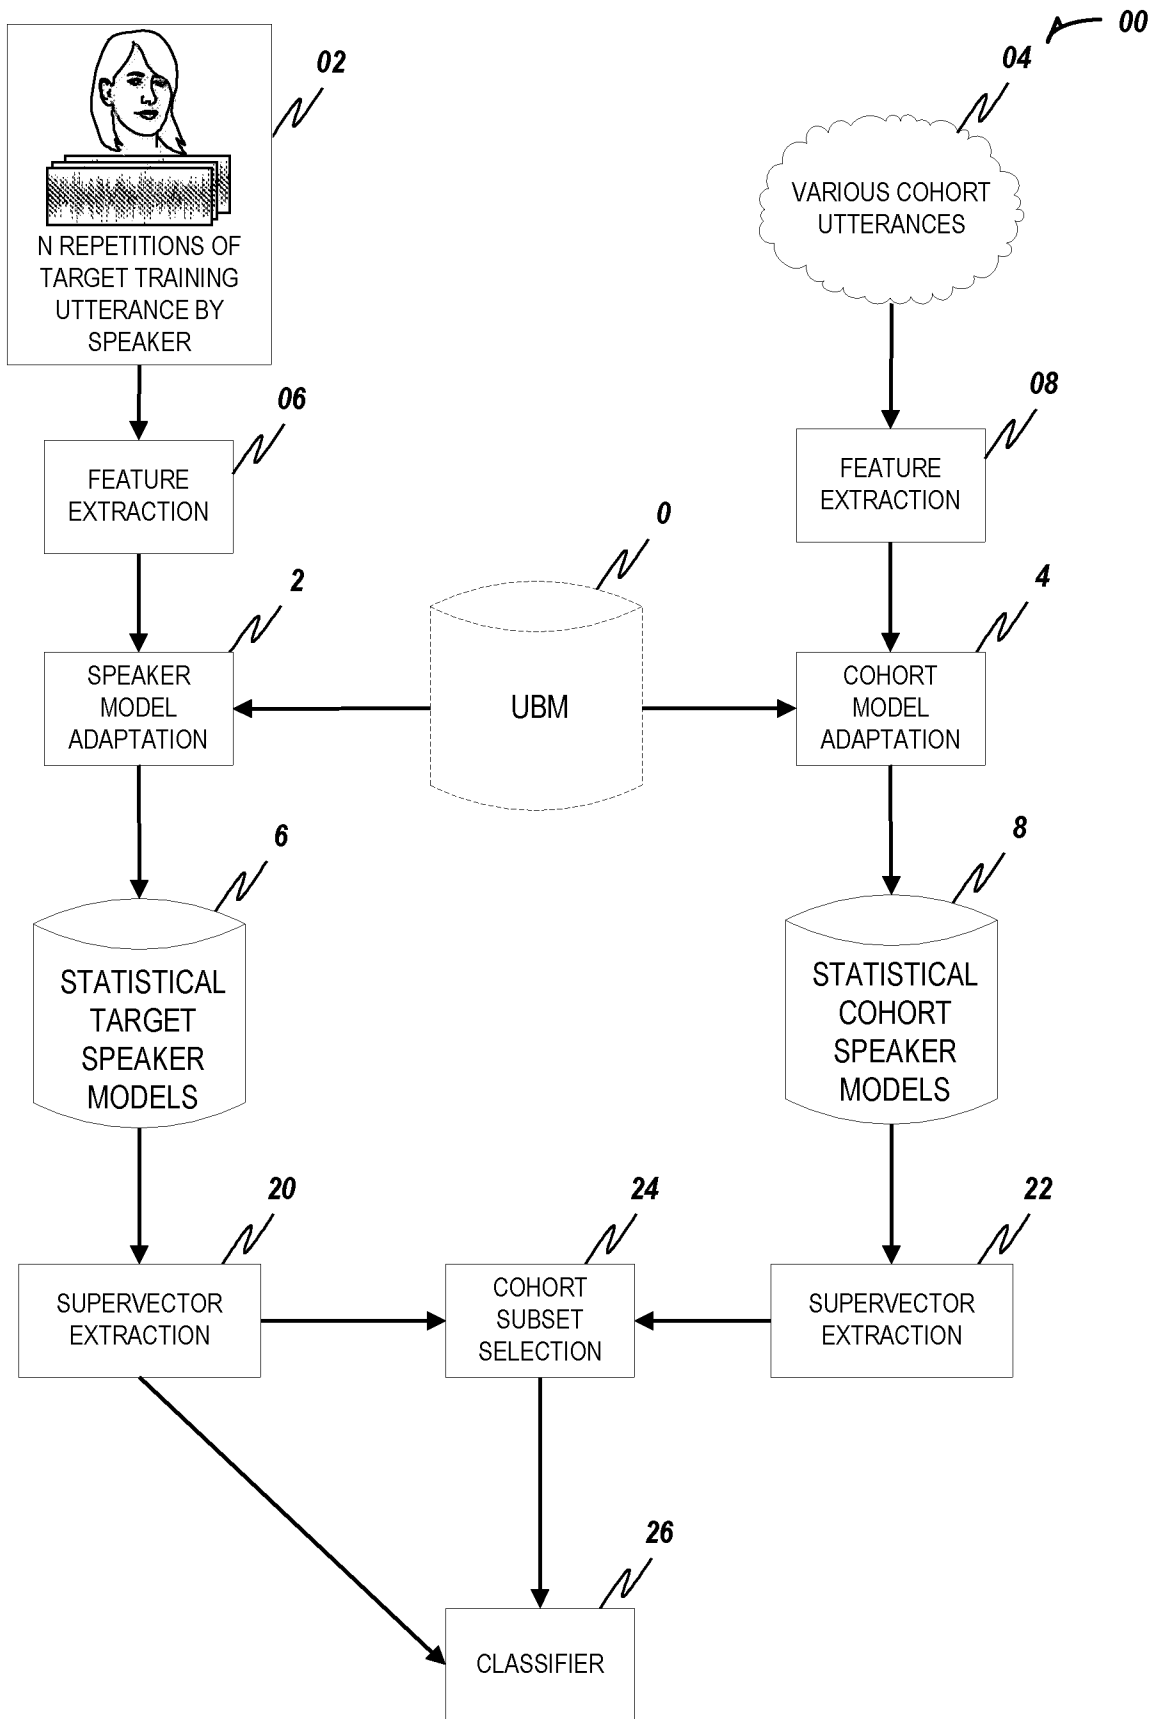 00
02
04
N REPETITIONS OF
TARGET TRAINING
UTTERANCE BY
SPEAKER
VARIOUS COHORT
UTTERANCES
06
08
FEATURE
EXTRACTION
FEATURE
EXTRACTION
0
2
4
SPEAKER
MODEL
ADAPTATION
UBM
COHORT
MODEL
ADAPTATION
6
8
STATISTICAL
TARGET
SPEAKER
MODELS
STATISTICAL
COHORT
SPEAKER
MODELS
20
24
22
SUPERVECTOR
EXTRACTION
COHORT
SUBSET
SELECTION
SUPERVECTOR
EXTRACTION
26
CLASSIFIER